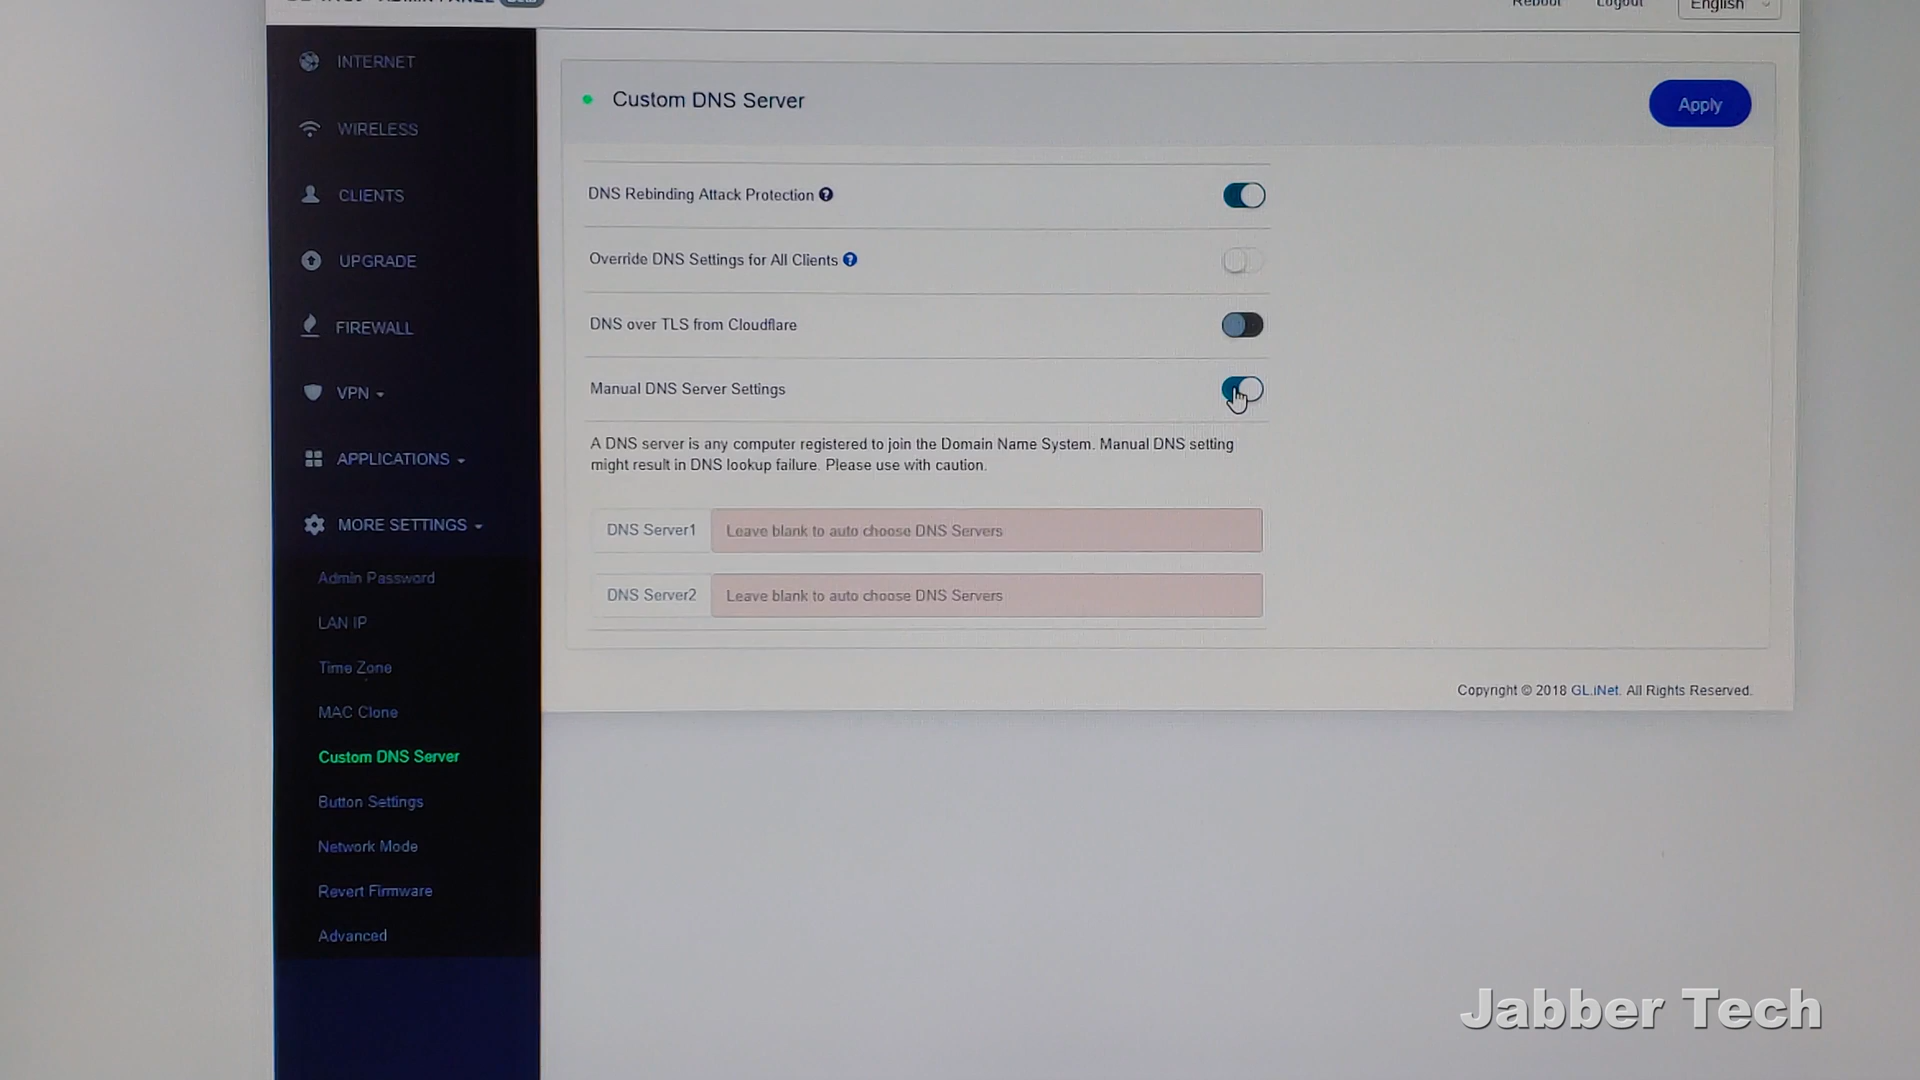 ADMIN PANEL
Reboot
Logout
English
INTERNET
WIRELESS
CLIENTS
UPGRADE
FIREWALL
VPN
APPLICATIONS
MORE SETTINGS
Admin Password
LAN IP
Time Zone
MAC Clone
Custom DNS Server
Button Settings
Network Mode
Revert Firmware
Advanced
Custom DNS Server
Apply
DNS Rebinding Attack Protection ?
Override DNS Settings for All Clients ?
DNS over TLS from Cloudflare
Manual DNS Server Settings
A DNS server is any computer registered to join the Domain Name System. Manual DNS setting
might result in DNS lookup failure. Please use with caution.
DNS Server1 Leave blank to auto choose DNS Servers
DNS Server2 Leave blank to auto choose DNS Servers
Copyright © 2018 GL.iNet. All Rights Reserved.
Jabber Tech